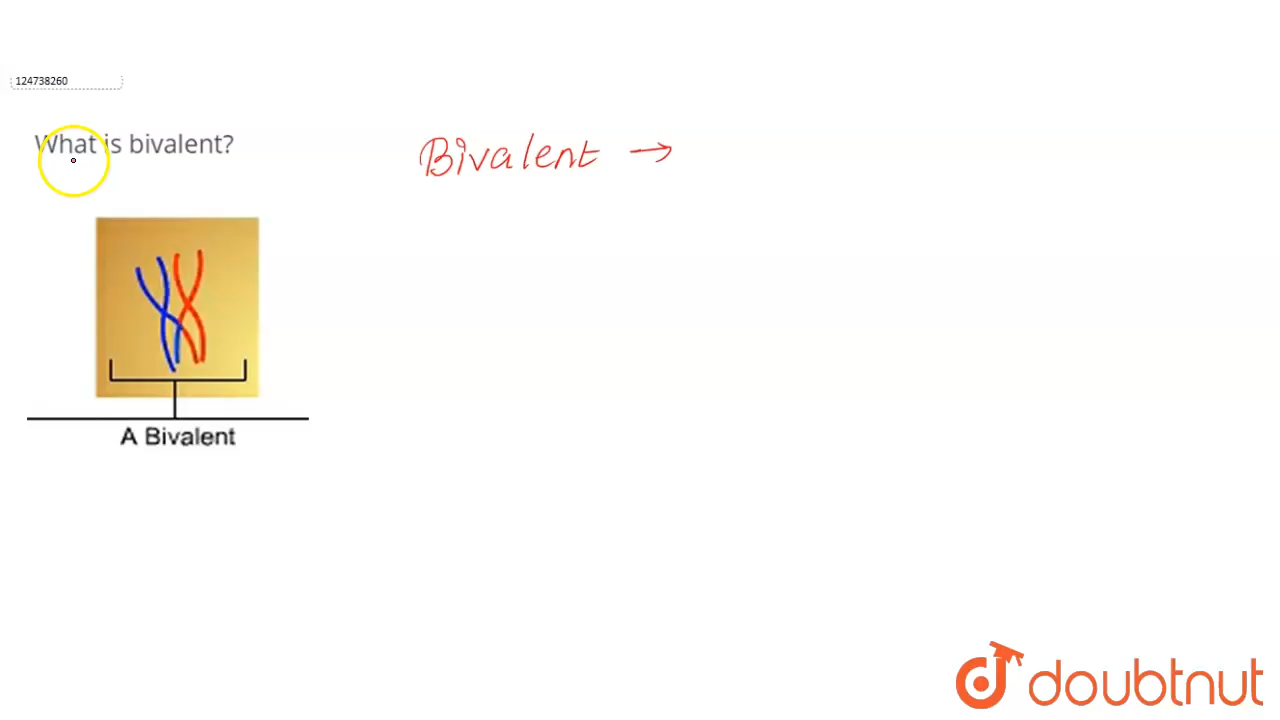 124738260
What is bivalent?
Bivalent →
A Bivalent
doubtnut